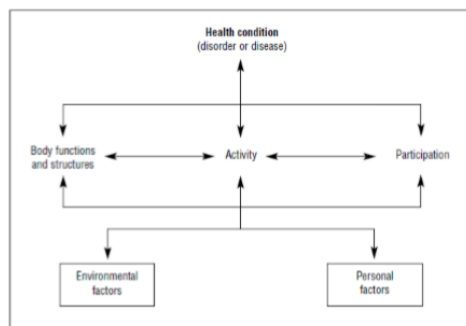 Health condition
(disorder or disease)
Body functions
and structures
Activity
Participation
Environmental
factors
Personal
factors